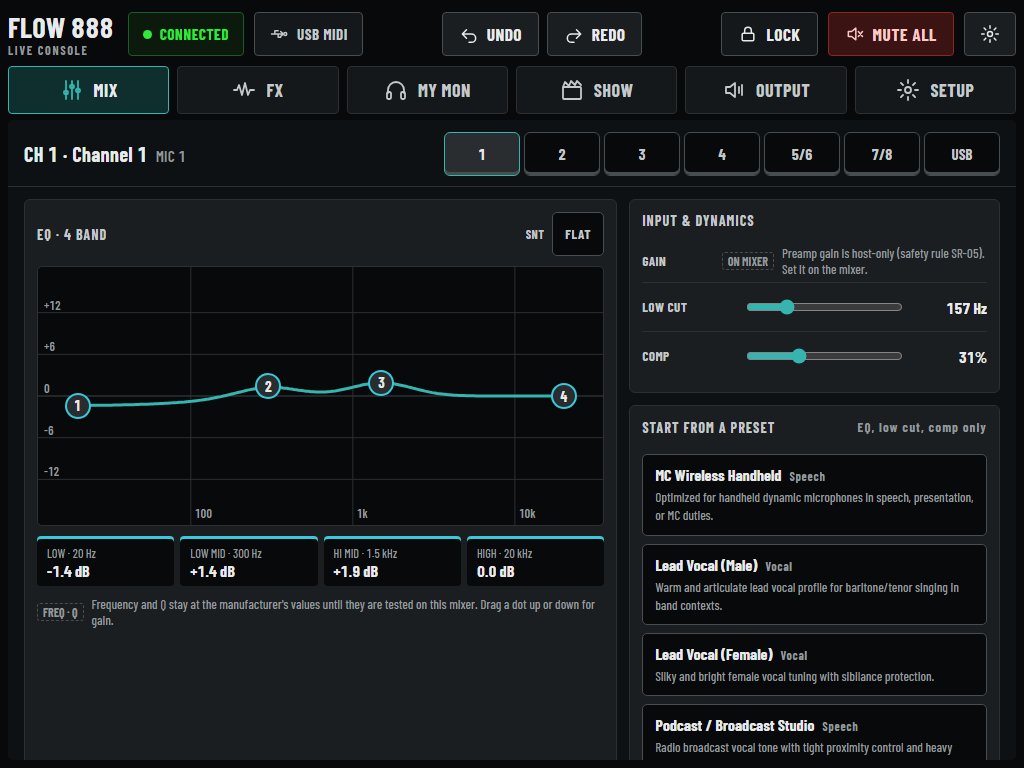 FLOW 888
LIVE CONSOLE
CONNECTED
USB MIDI
UNDO
REDO
LOCK
MUTE ALL
MIX
FX
MY MON
SHOW
OUTPUT
SETUP
CH 1 · Channel 1 MIC 1
1
2
3
4
5/6
7/8
USB
EQ · 4 BAND
SNT
FLAT
+12
+6
0
-6
-12
1
2
3
4
100
1k
10k
LOW · 20 Hz
-1.4 dB
LOW MID · 300 Hz
+1.4 dB
HI MID · 1.5 kHz
+1.9 dB
HIGH · 20 kHz
0.0 dB
FREQ · Q
Frequency and Q stay at the manufacturer's values until they are tested on this mixer. Drag a dot up or down for
gain.
INPUT & DYNAMICS
GAIN
ON MIXER
Preamp gain is host-only (safety rule SR-05).
Set it on the mixer.
LOW CUT
157 Hz
COMP
31%
START FROM A PRESET
EQ, low cut, comp only
MC Wireless Handheld Speech
Optimized for handheld dynamic microphones in speech, presentation,
or MC duties.
Lead Vocal (Male) Vocal
Warm and articulate lead vocal profile for baritone/tenor singing in
band contexts.
Lead Vocal (Female) Vocal
Silky and bright female vocal tuning with sibilance protection.
Podcast / Broadcast Studio Speech
Radio broadcast vocal tone with tight proximity control and heavy